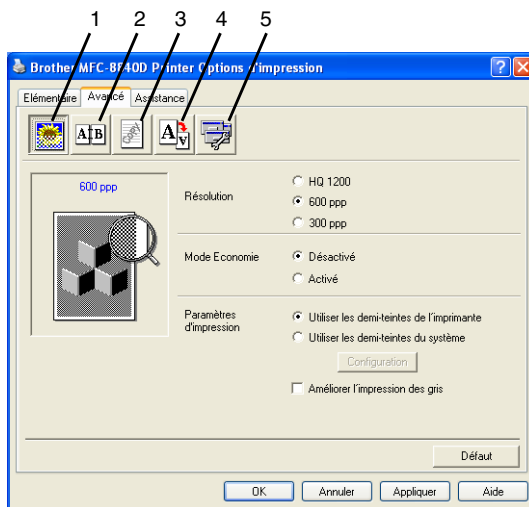 1 2 3 4 5
Brother MFC-8840D Printer Options d'impression
Elémentaire Avancé Assistance
A B
COPY
A A
600 ppp
Résolution
HQ 1200
600 ppp
300 ppp
Mode Economie
Désactivé
Activé
Paramètres d'impression
Utiliser les demi-teintes de l'imprimante
Utiliser les demi-teintes du système
Configuration
Améliorer l'impression des gris
Défaut
OK Annuler Appliquer Aide